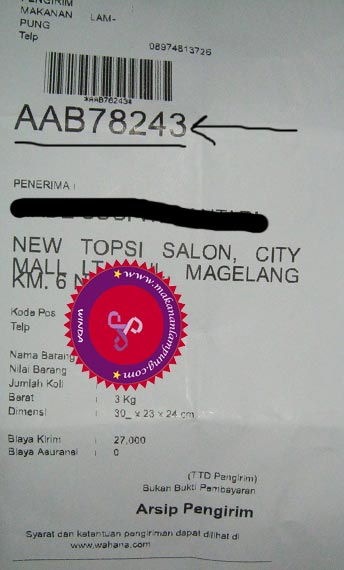 PENGIRIM
MAKANAN LAM-
PUNG
Telp
08974813726
*AAB78243*
AAB78243
PENERIMA :
NEW TOPSI SALON, CITY
MALL LT MAGELANG
KM. 6
Kode Pos
Telp
Nama Barang
Nilai Barang
Jumlah Koli
Berat : 3 Kg
Dimensi : 30_ x 23 x 24 cm
Biaya Kirim : 27,000
Biaya Asuransi : 0
www.makananlampung.com
WINDA
(TTD Pengirim)
Bukan Bukti Pembayaran
Arsip Pengirim
Syarat dan ketentuan pengiriman dapat dilihat di
www.wahana.com